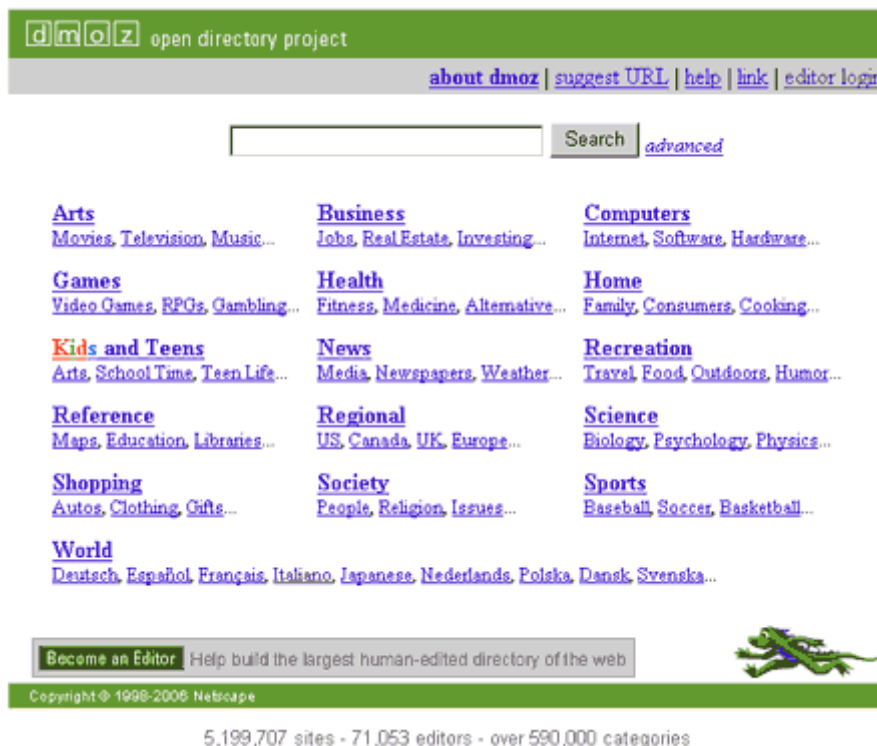 dmoz open directory project
about dmoz | suggest URL | help | link | editor login
Search advanced
Arts Business Computers
Movies, Television, Music... Jobs, Real Estate, Investing... Internet, Software, Hardware...
Games Health Home
Video Games, RPGs, Gambling... Fitness, Medicine, Alternative... Family, Consumers, Cooking...
Kids and Teens News Recreation
Arts, School Time, Teen Life... Media, Newspapers, Weather... Travel, Food, Outdoors, Humor...
Reference Regional Science
Maps, Education, Libraries... US, Canada, UK, Europe... Biology, Psychology, Physics...
Shopping Society Sports
Autos, Clothing, Gifts... People, Religion, Issues... Baseball, Soccer, Basketball...
World
Deutsch, Español, Français, Italiano, Japanese, Nederlands, Polska, Dansk, Svenska...
Become an Editor Help build the largest human-edited directory of the web
Copyright © 1998-2006 Netscape
5,199,707 sites - 71,053 editors - over 590,000 categories